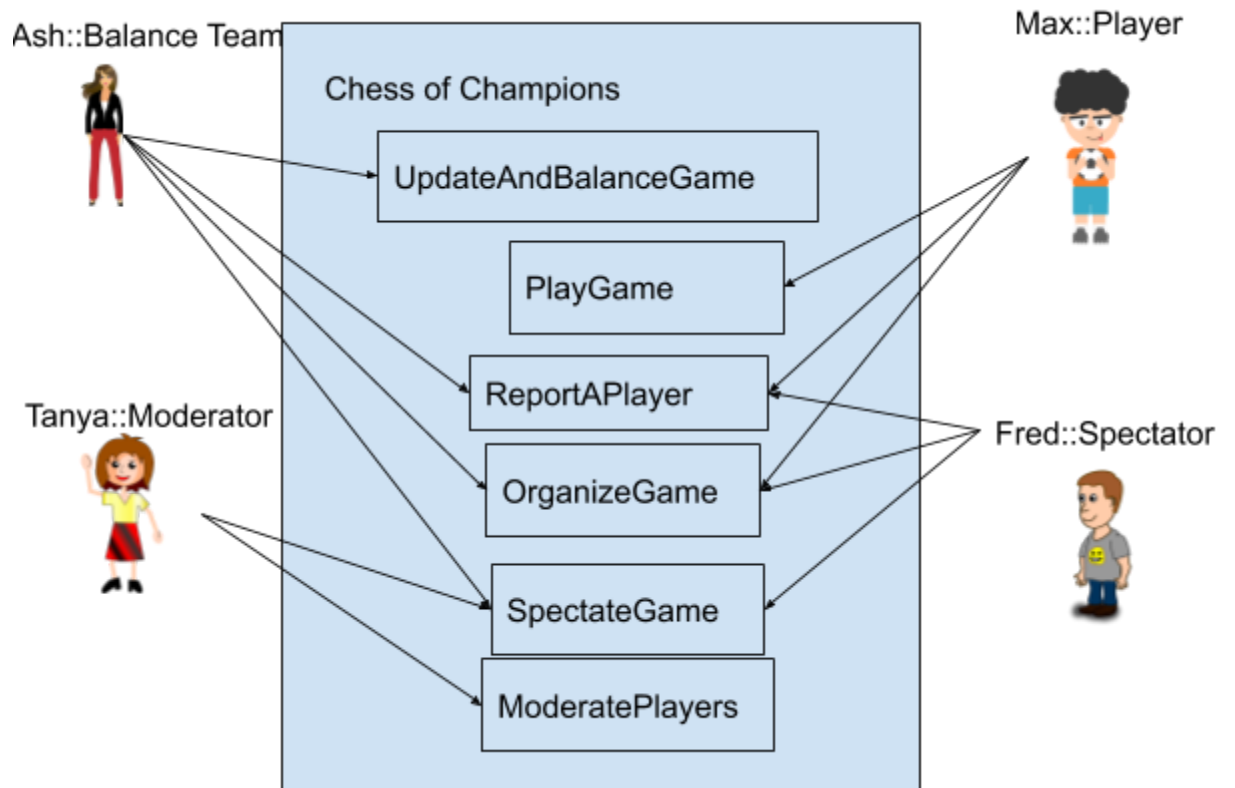 Ash::Balance Team
Max::Player
Chess of Champions
UpdateAndBalanceGame
PlayGame
ReportAPlayer
Tanya::Moderator
Fred::Spectator
OrganizeGame
SpectateGame
ModeratePlayers